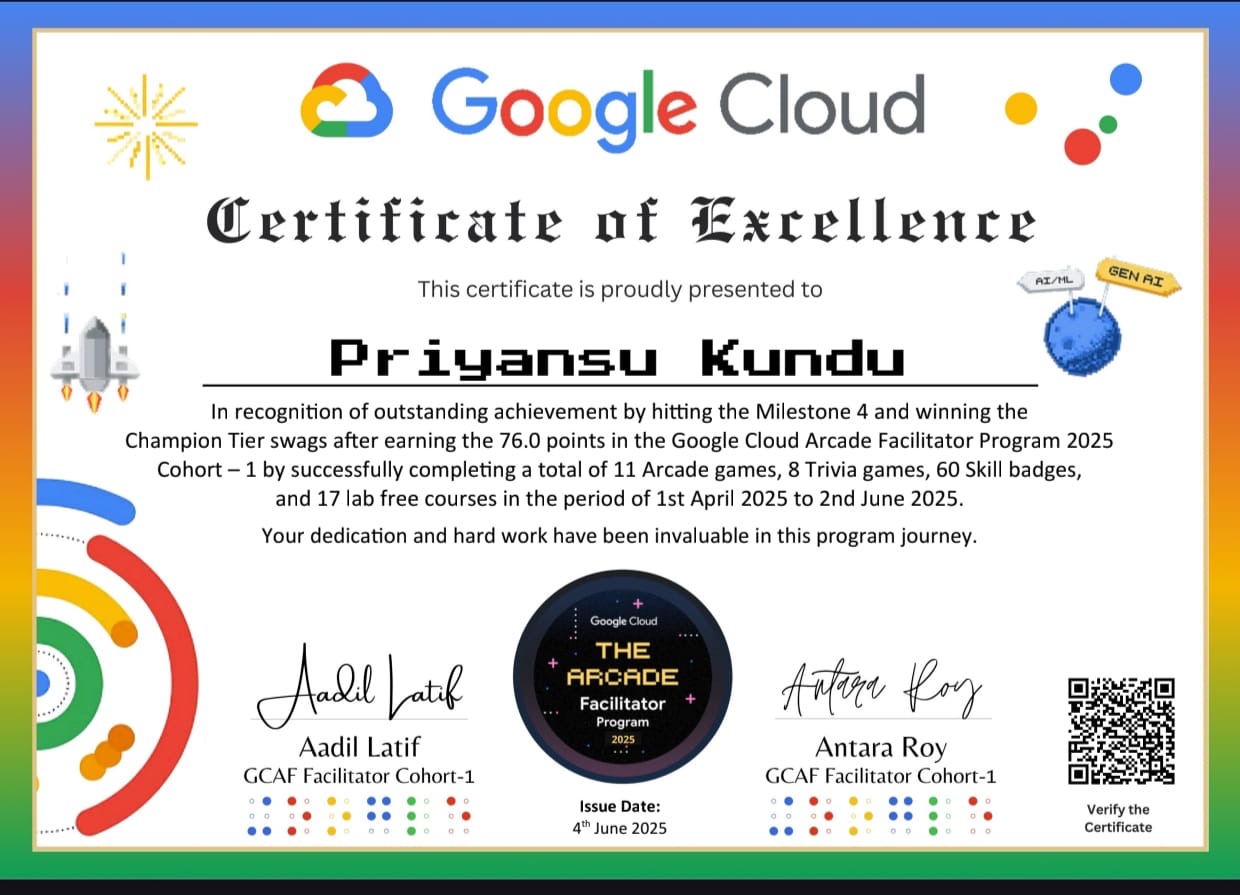 Google Cloud
Certificate of Excellence
This certificate is proudly presented to
AI/ML
GEN AI
Priyansu Kundu
In recognition of outstanding achievement by hitting the Milestone 4 and winning the
Champion Tier swags after earning the 76.0 points in the Google Cloud Arcade Facilitator Program 2025
Cohort – 1 by successfully completing a total of 11 Arcade games, 8 Trivia games, 60 Skill badges,
and 17 lab free courses in the period of 1st April 2025 to 2nd June 2025.
Your dedication and hard work have been invaluable in this program journey.
Google Cloud
THE
ARCADE
Facilitator
Program
2025
Aadil Latif
Aadil Latif
GCAF Facilitator Cohort-1
Issue Date:
4th June 2025
Antara Roy
Antara Roy
GCAF Facilitator Cohort-1
Verify the
Certificate